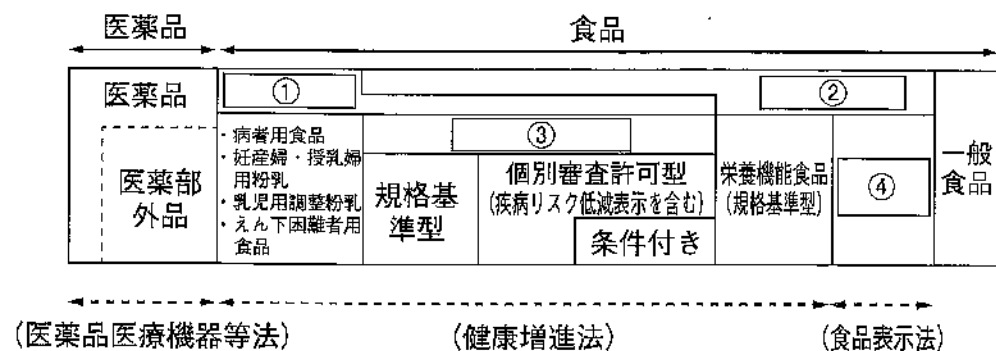 医薬品
食品
医薬品
①
②
・病者用食品
・妊産婦・授乳婦
用粉乳
・乳児用調整粉乳
・えん下困難者用
食品
③
医薬部
外品
規格基
準型
個別審査許可型
(疾病リスク低減表示を含む)
条件付き
栄養機能食品
(規格基準型)
④
一般
食品
(医薬品医療機器等法)
(健康増進法)
(食品表示法)